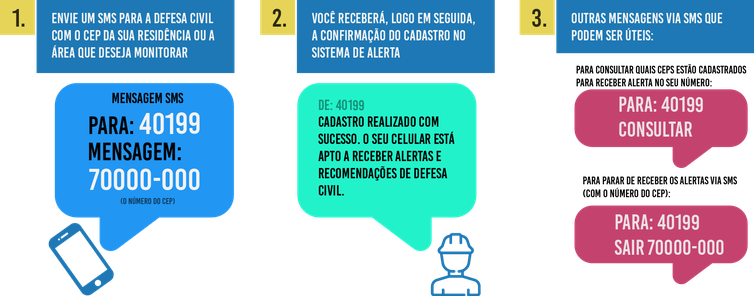 1.
ENVIE UM SMS PARA A DEFESA CIVIL
COM O CEP DA SUA RESIDÊNCIA OU A
ÁREA QUE DESEJA MONITORAR
MENSAGEM SMS
PARA: 40199
MENSAGEM:
70000-000
(O NÚMERO DO CEP)
2.
VOCÊ RECEBERÁ, LOGO EM SEGUIDA,
A CONFIRMAÇÃO DO CADASTRO NO
SISTEMA DE ALERTA
DE: 40199
CADASTRO REALIZADO COM
SUCESSO. O SEU CELULAR ESTÁ
APTO A RECEBER ALERTAS E
RECOMENDAÇÕES DE DEFESA
CIVIL.
3.
OUTRAS MENSAGENS VIA SMS QUE
PODEM SER ÚTEIS:
PARA CONSULTAR QUAIS CEPS ESTÃO CADASTRADOS
PARA RECEBER ALERTA NO SEU NÚMERO:
PARA: 40199
CONSULTAR
PARA PARAR DE RECEBER OS ALERTAS VIA SMS
(COM O NÚMERO DO CEP):
PARA: 40199
SAIR 70000-000